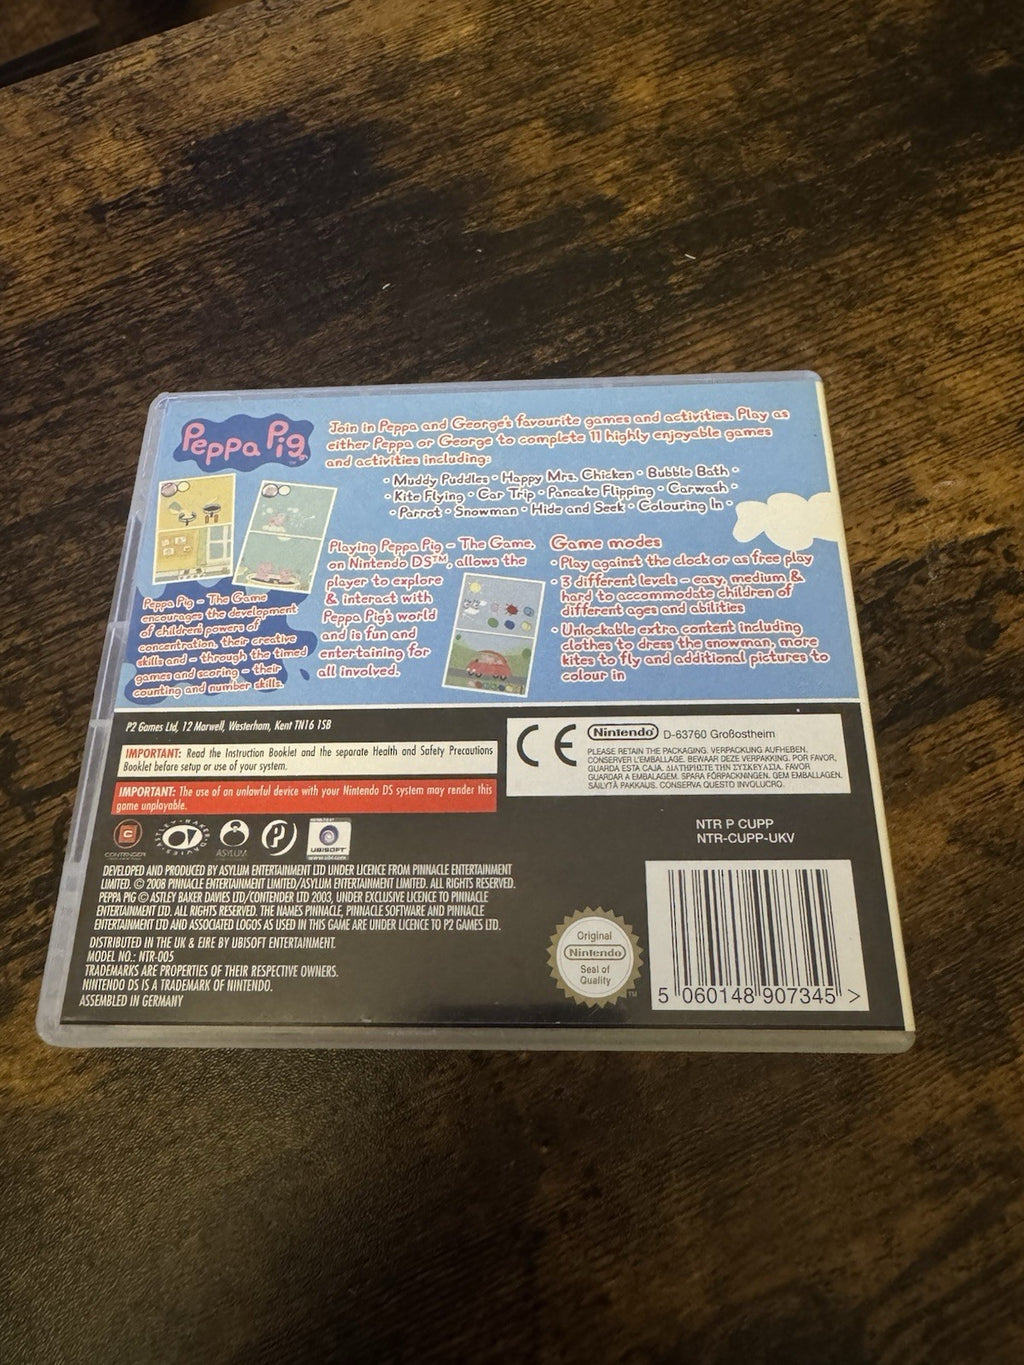 Peppa Pig
TM
Join in Peppa and George's favourite games and activities. Play as
either Peppa or George to complete 11 highly enjoyable games
and activities including:
• Muddy Puddles • Happy Mrs. Chicken • Bubble Bath •
• Kite Flying • Car Trip • Pancake Flipping • Carwash •
• Parrot • Snowman • Hide and Seek • Colouring In •
Peppa Pig – The Game
encourages the development
of children's powers of
concentration, their creative
skills and – through the timed
games and scoring – their
counting and number skills.
Playing Peppa Pig – The Game,
on Nintendo DS™, allows the
player to explore
& interact with
Peppa Pig's world
and is fun and
entertaining for
all involved.
Game modes
• Play against the clock or as free play
• 3 different levels – easy, medium &
hard to accommodate children of
different ages and abilities
• Unlockable extra content including
clothes to dress the snowman, more
kites to fly and additional pictures to
colour in
P2 Games Ltd, 12 Marwell, Westerham, Kent TN16 1SB
IMPORTANT: Read the Instruction Booklet and the separate Health and Safety Precautions
Booklet before setup or use of your system.
IMPORTANT: The use of an unlawful device with your Nintendo DS system may render this
game unplayable.
CE
Nintendo® D-63760 Großostheim
PLEASE RETAIN THE PACKAGING. VERPACKUNG AUFHEBEN.
CONSERVER L'EMBALLAGE. BEWAAR DEZE VERPAKKING. POR FAVOR,
GUARDA ESTA CAJA. ΔΙΑΤΗΡΗΣΤΕ ΤΗΝ ΣΥΣΚΕΥΑΣΙΑ. FAVOR
GUARDAR A EMBALAGEM. SPARA FÖRPACKNINGEN. GEM EMBALLAGEN.
SÄILYTÄ PAKKAUS. CONSERVA QUESTO INVOLUCRO.
CONTENDER
ASTLEY BAKER DAVIES LTD
ASYLUM
UBISOFT
www.ubi.com
NTR P CUPP
NTR-CUPP-UKV
DEVELOPED AND PRODUCED BY ASYLUM ENTERTAINMENT LTD UNDER LICENCE FROM PINNACLE ENTERTAINMENT
LIMITED. © 2008 PINNACLE ENTERTAINMENT LIMITED/ASYLUM ENTERTAINMENT LIMITED. ALL RIGHTS RESERVED.
PEPPA PIG © ASTLEY BAKER DAVIES LTD/CONTENDER LTD 2003, UNDER EXCLUSIVE LICENCE TO PINNACLE
ENTERTAINMENT LTD. ALL RIGHTS RESERVED. THE NAMES PINNACLE, PINNACLE SOFTWARE AND PINNACLE
ENTERTAINMENT LTD AND ASSOCIATED LOGOS AS USED IN THIS GAME ARE UNDER LICENCE TO P2 GAMES LTD.
DISTRIBUTED IN THE UK & EIRE BY UBISOFT ENTERTAINMENT.
MODEL NO.: NTR-005
TRADEMARKS ARE PROPERTIES OF THEIR RESPECTIVE OWNERS.
NINTENDO DS IS A TRADEMARK OF NINTENDO.
ASSEMBLED IN GERMANY
Original
Nintendo
Seal of
Quality
TM
5 060148 907345 >